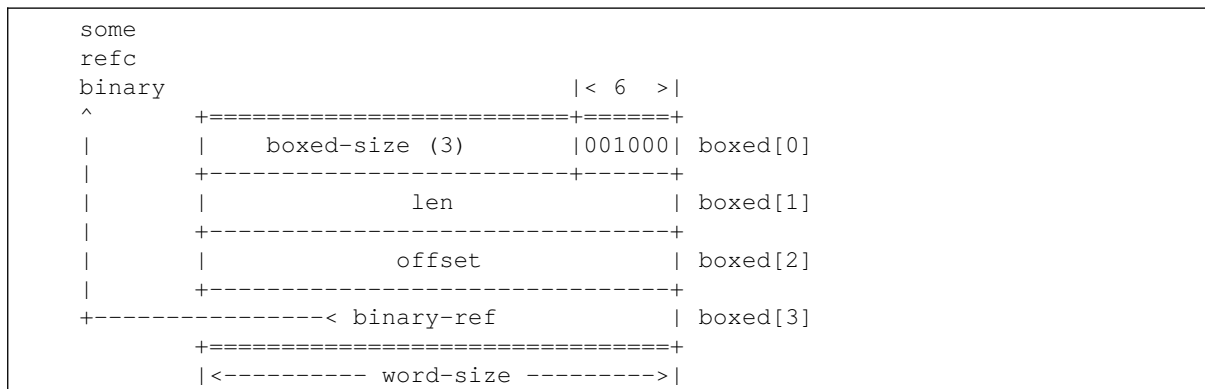 some
refc
binary                            |< 6  >|
^       +=========================+======+
|       |    boxed-size (3)       |001000| boxed[0]
|       +-------------------------+------+
|       |              len               | boxed[1]
|       +--------------------------------+
|       |             offset             | boxed[2]
|       +--------------------------------+
+----------------< binary-ref            | boxed[3]
        +================================+
        |<---------- word-size --------->|